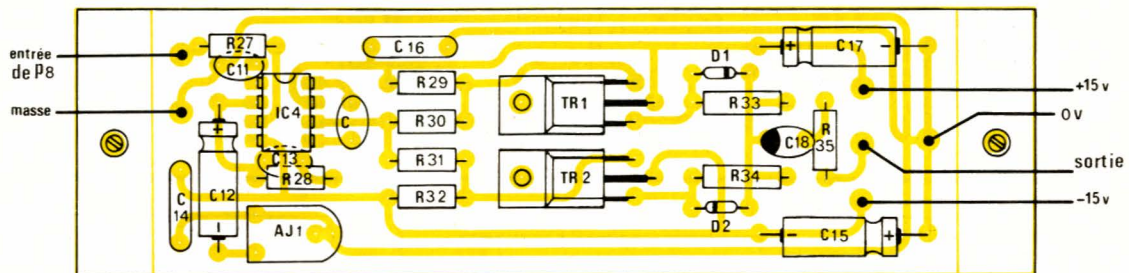 entrée
de P8
masse
R27
C11
IC4
C13
R28
C12
C
14
AJ1
C16
C
R29
R30
R31
R32
TR1
TR2
D1
R33
C18
R
35
R34
D2
+ C17 -
- C15 +
+15 v
0 v
sortie
-15 v